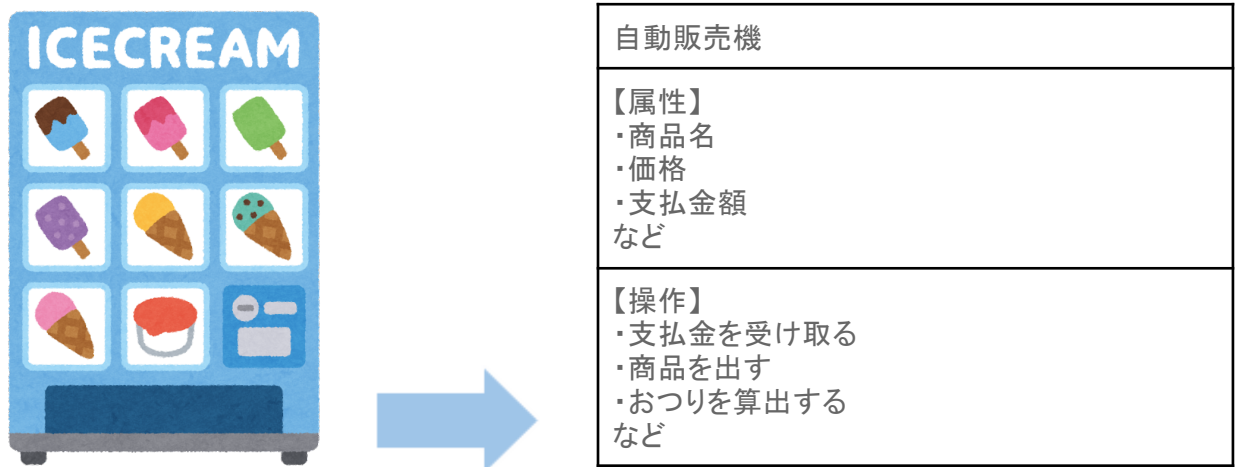 ICECREAM
自動販売機
【属性】
・商品名
・価格
・支払金額
など
【操作】
・支払金を受け取る
・商品を出す
・おつりを算出する
など